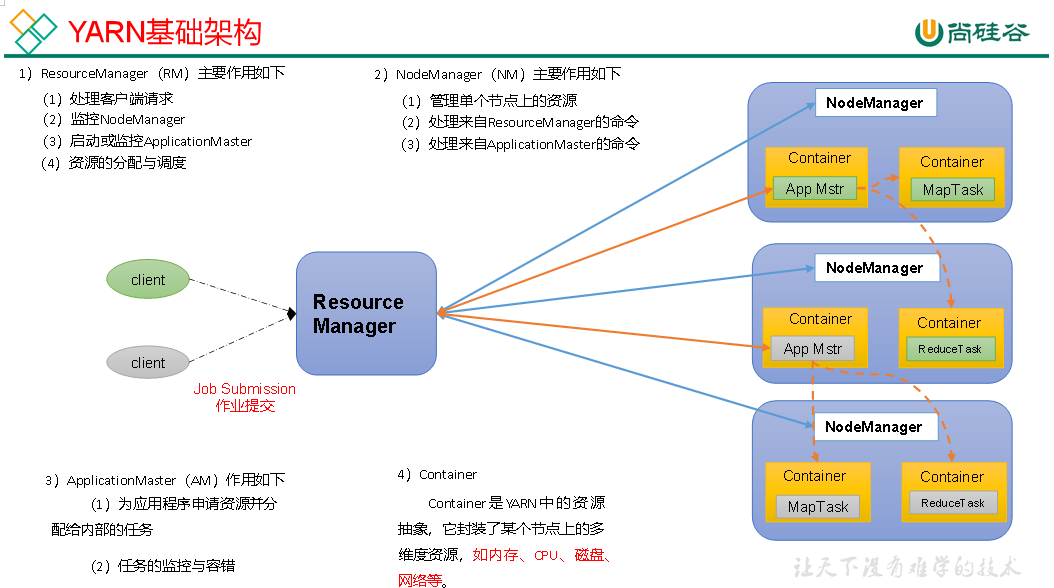 YARN基础架构
尚硅谷
1）ResourceManager（RM）主要作用如下
（1）处理客户端请求
（2）监控NodeManager
（3）启动或监控ApplicationMaster
（4）资源的分配与调度
2）NodeManager（NM）主要作用如下
（1）管理单个节点上的资源
（2）处理来自ResourceManager的命令
（3）处理来自ApplicationMaster的命令
NodeManager
Container
App Mstr
Container
MapTask
client
client
Job Submission
作业提交
Resource
Manager
NodeManager
Container
App Mstr
Container
ReduceTask
NodeManager
Container
MapTask
Container
ReduceTask
3）ApplicationMaster（AM）作用如下
（1）为应用程序申请资源并分
配给内部的任务
（2）任务的监控与容错
4）Container
Container是YARN中的资源
抽象，它封装了某个节点上的多
维度资源，如内存、CPU、磁盘、
网络等。
让天下没有难学的技术